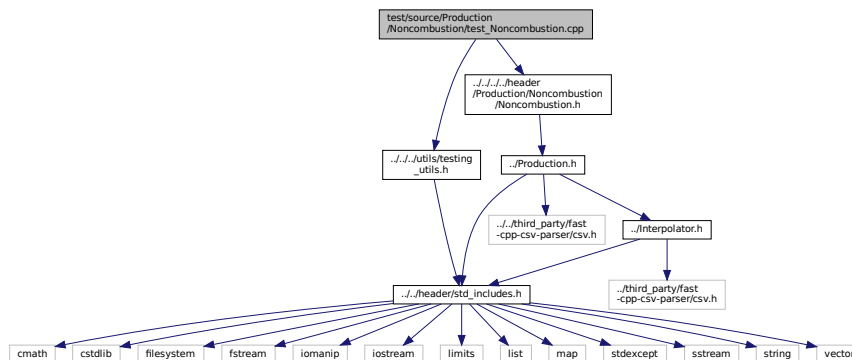 test/source/Production
/Noncombustion/test_Noncombustion.cpp
../../../../header
/Production/Noncombustion
/Noncombustion.h
../../../utils/testing
_utils.h
../Production.h
../../third_party/fast
-cpp-csv-parser/csv.h
../Interpolator.h
../third_party/fast
-cpp-csv-parser/csv.h
../../header/std_includes.h
cmath
cstdlib
filesystem
fstream
iomanip
iostream
limits
list
map
stdexcept
sstream
string
vecto